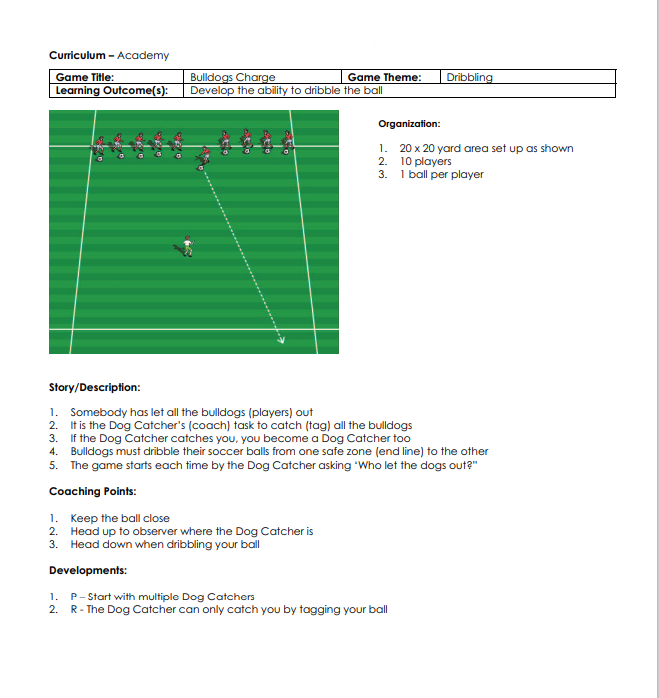 Curriculum – Academy
Game Title: Bulldogs Charge Game Theme: Dribbling
Learning Outcome(s): Develop the ability to dribble the ball
Organization:
1. 20 x 20 yard area set up as shown
2. 10 players
3. 1 ball per player
Story/Description:
1. Somebody has let all the bulldogs (players) out
2. It is the Dog Catcher's (coach) task to catch (tag) all the bulldogs
3. If the Dog Catcher catches you, you become a Dog Catcher too
4. Bulldogs must dribble their soccer balls from one safe zone (end line) to the other
5. The game starts each time by the Dog Catcher asking 'Who let the dogs out?"
Coaching Points:
1. Keep the ball close
2. Head up to observer where the Dog Catcher is
3. Head down when dribbling your ball
Developments:
1. P – Start with multiple Dog Catchers
2. R - The Dog Catcher can only catch you by tagging your ball